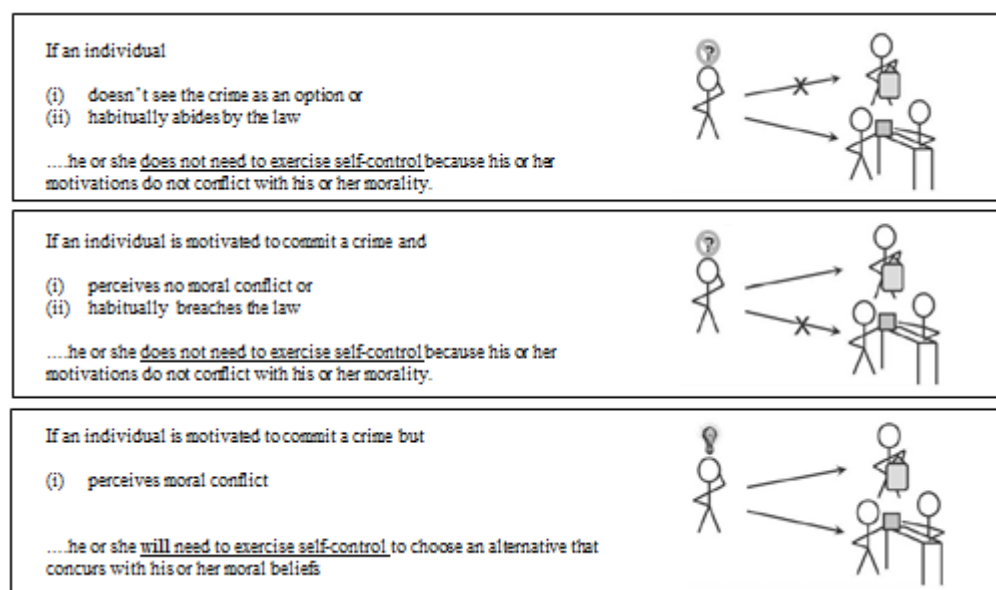 If an individual
(i) doesn't see the crime as an option or
(ii) habitually abides by the law
....he or she does not need to exercise self-control because his or her
motivations do not conflict with his or her morality.
?
If an individual is motivated to commit a crime and
(i) perceives no moral conflict or
(ii) habitually breaches the law
....he or she does not need to exercise self-control because his or her
motivations do not conflict with his or her morality.
?
If an individual is motivated to commit a crime but
(i) perceives moral conflict
....he or she will need to exercise self-control to choose an alternative that
concurs with his or her moral beliefs